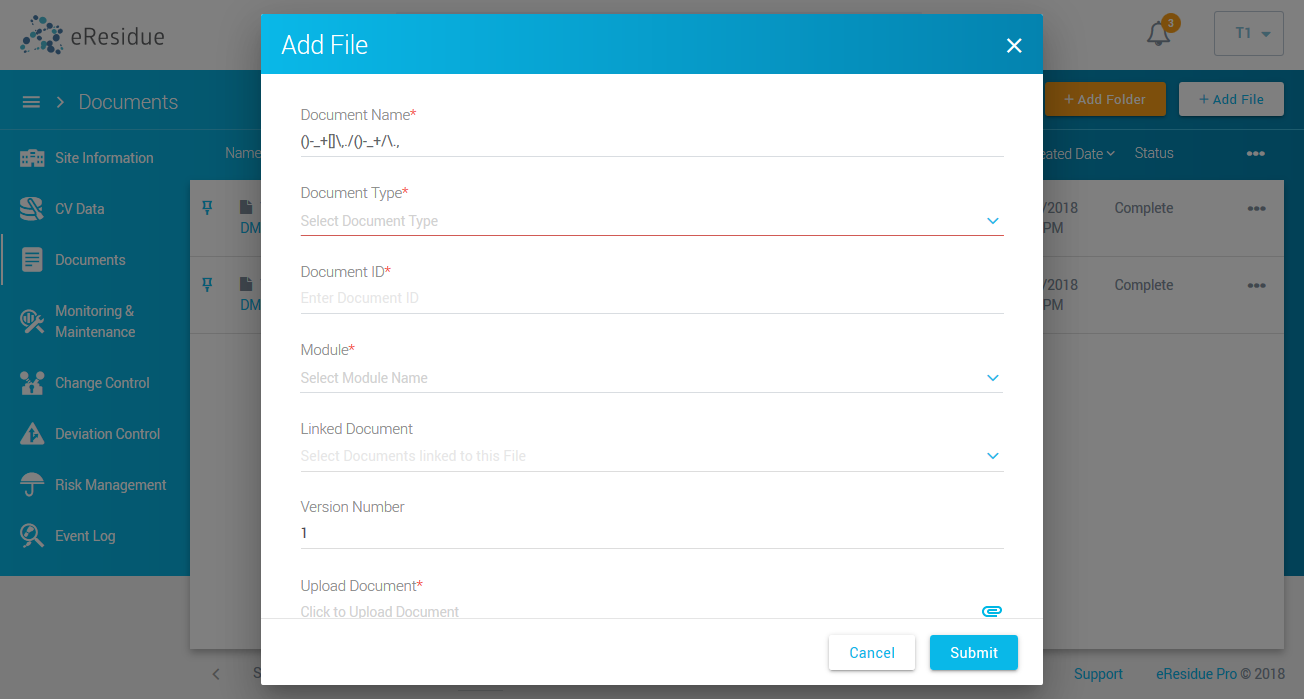 eResidue
3
T1
Documents
+ Add Folder
+ Add File
Add File
Site Information
CV Data
Documents
Monitoring &
Maintenance
Change Control
Deviation Control
Risk Management
Event Log
Name
Date
Status
/2018
PM
Complete
DM
/2018
PM
Complete
DM
Document Name*
()-_+[]\,./()-_+/\.,
Document Type*
Select Document Type
Document ID*
Enter Document ID
Module*
Select Module Name
Linked Document
Select Documents linked to this File
Version Number
1
Upload Document*
Click to Upload Document
Cancel
Submit
S
Support
eResidue Pro © 2018